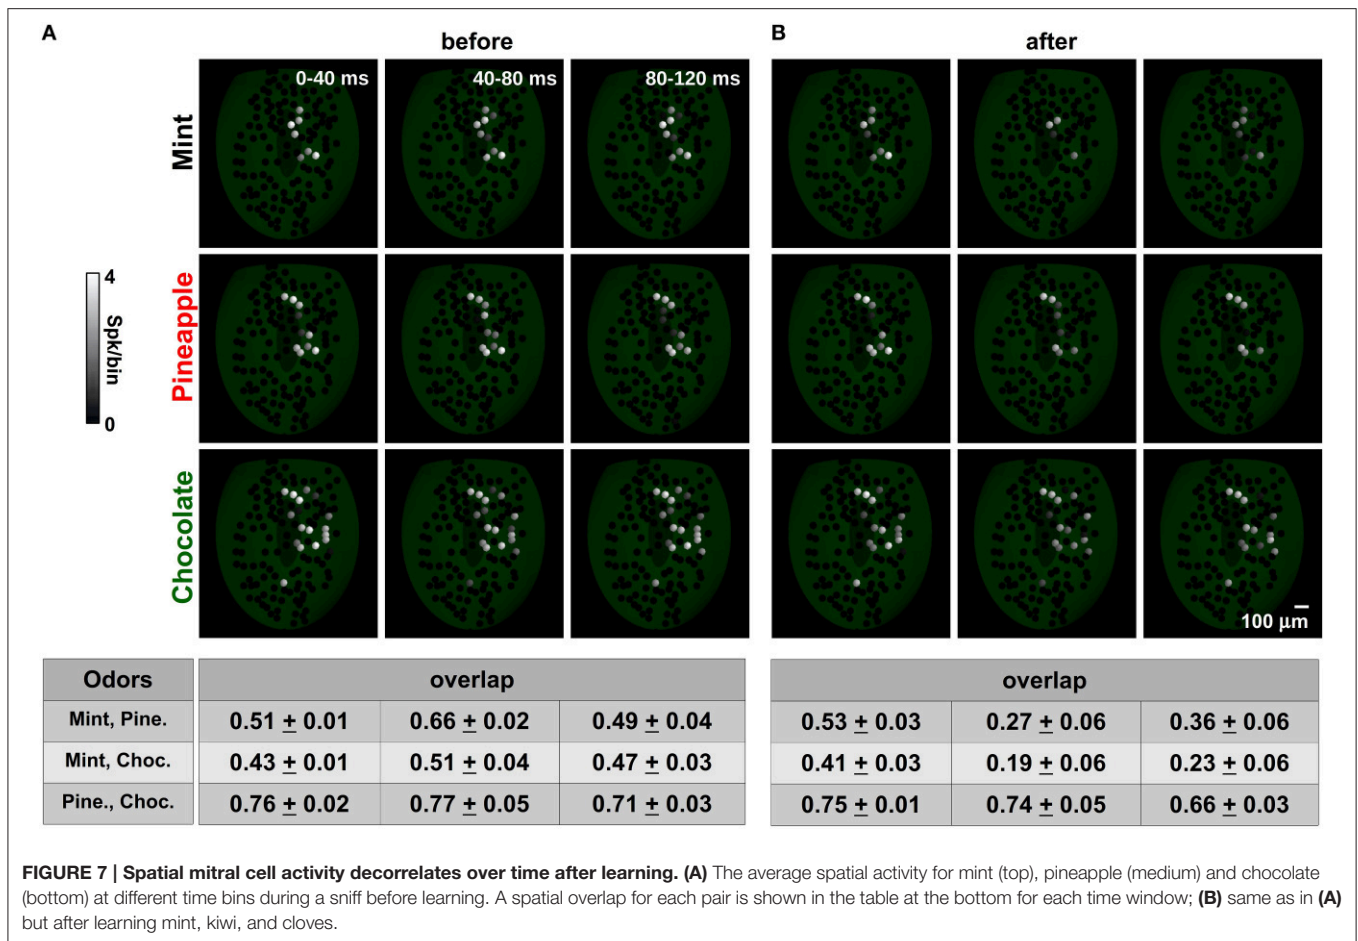 A
before
B
after
0-40 ms
40-80 ms
80-120 ms
Mint
4
Spk/bin
0
Pineapple
Chocolate
100 µm
Odors
overlap
overlap
Mint, Pine.
0.51 ± 0.01
0.66 ± 0.02
0.49 ± 0.04
0.53 ± 0.03
0.27 ± 0.06
0.36 ± 0.06
Mint, Choc.
0.43 ± 0.01
0.51 ± 0.04
0.47 ± 0.03
0.41 ± 0.03
0.19 ± 0.06
0.23 ± 0.06
Pine., Choc.
0.76 ± 0.02
0.77 ± 0.05
0.71 ± 0.03
0.75 ± 0.01
0.74 ± 0.05
0.66 ± 0.03
FIGURE 7 | Spatial mitral cell activity decorrelates over time after learning. (A) The average spatial activity for mint (top), pineapple (medium) and chocolate
(bottom) at different time bins during a sniff before learning. A spatial overlap for each pair is shown in the table at the bottom for each time window; (B) same as in (A)
but after learning mint, kiwi, and cloves.